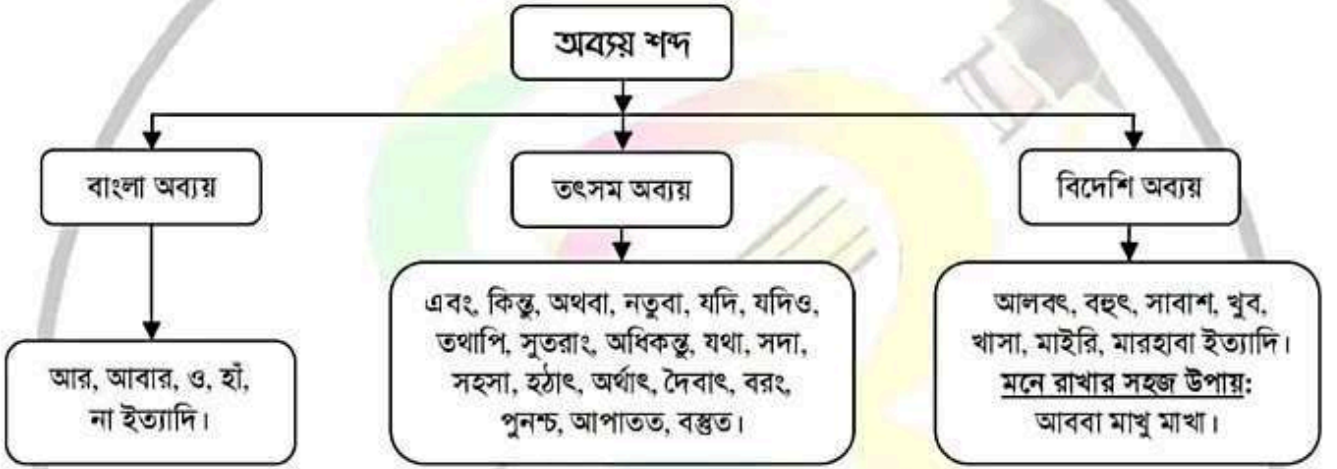 অব্যয় শব্দ
বাংলা অব্যয়
তৎসম অব্যয়
বিদেশি অব্যয়
আর, আবার, ও, হাঁ,
না ইত্যাদি।
এবং, কিন্তু, অথবা, নতুবা, যদি, যদিও,
তথাপি, সুতরাং, অধিকন্তু, যথা, সদা,
সহসা, হঠাৎ, অর্থাৎ, দৈবাৎ, বরং,
পুনশ্চ, আপাতত, বস্তুত।
আলবৎ, বহুৎ, সাবাশ, খুব,
খাসা, মাইরি, মারহাবা ইত্যাদি।
মনে রাখার সহজ উপায়:
আববা মাখু মাখা।